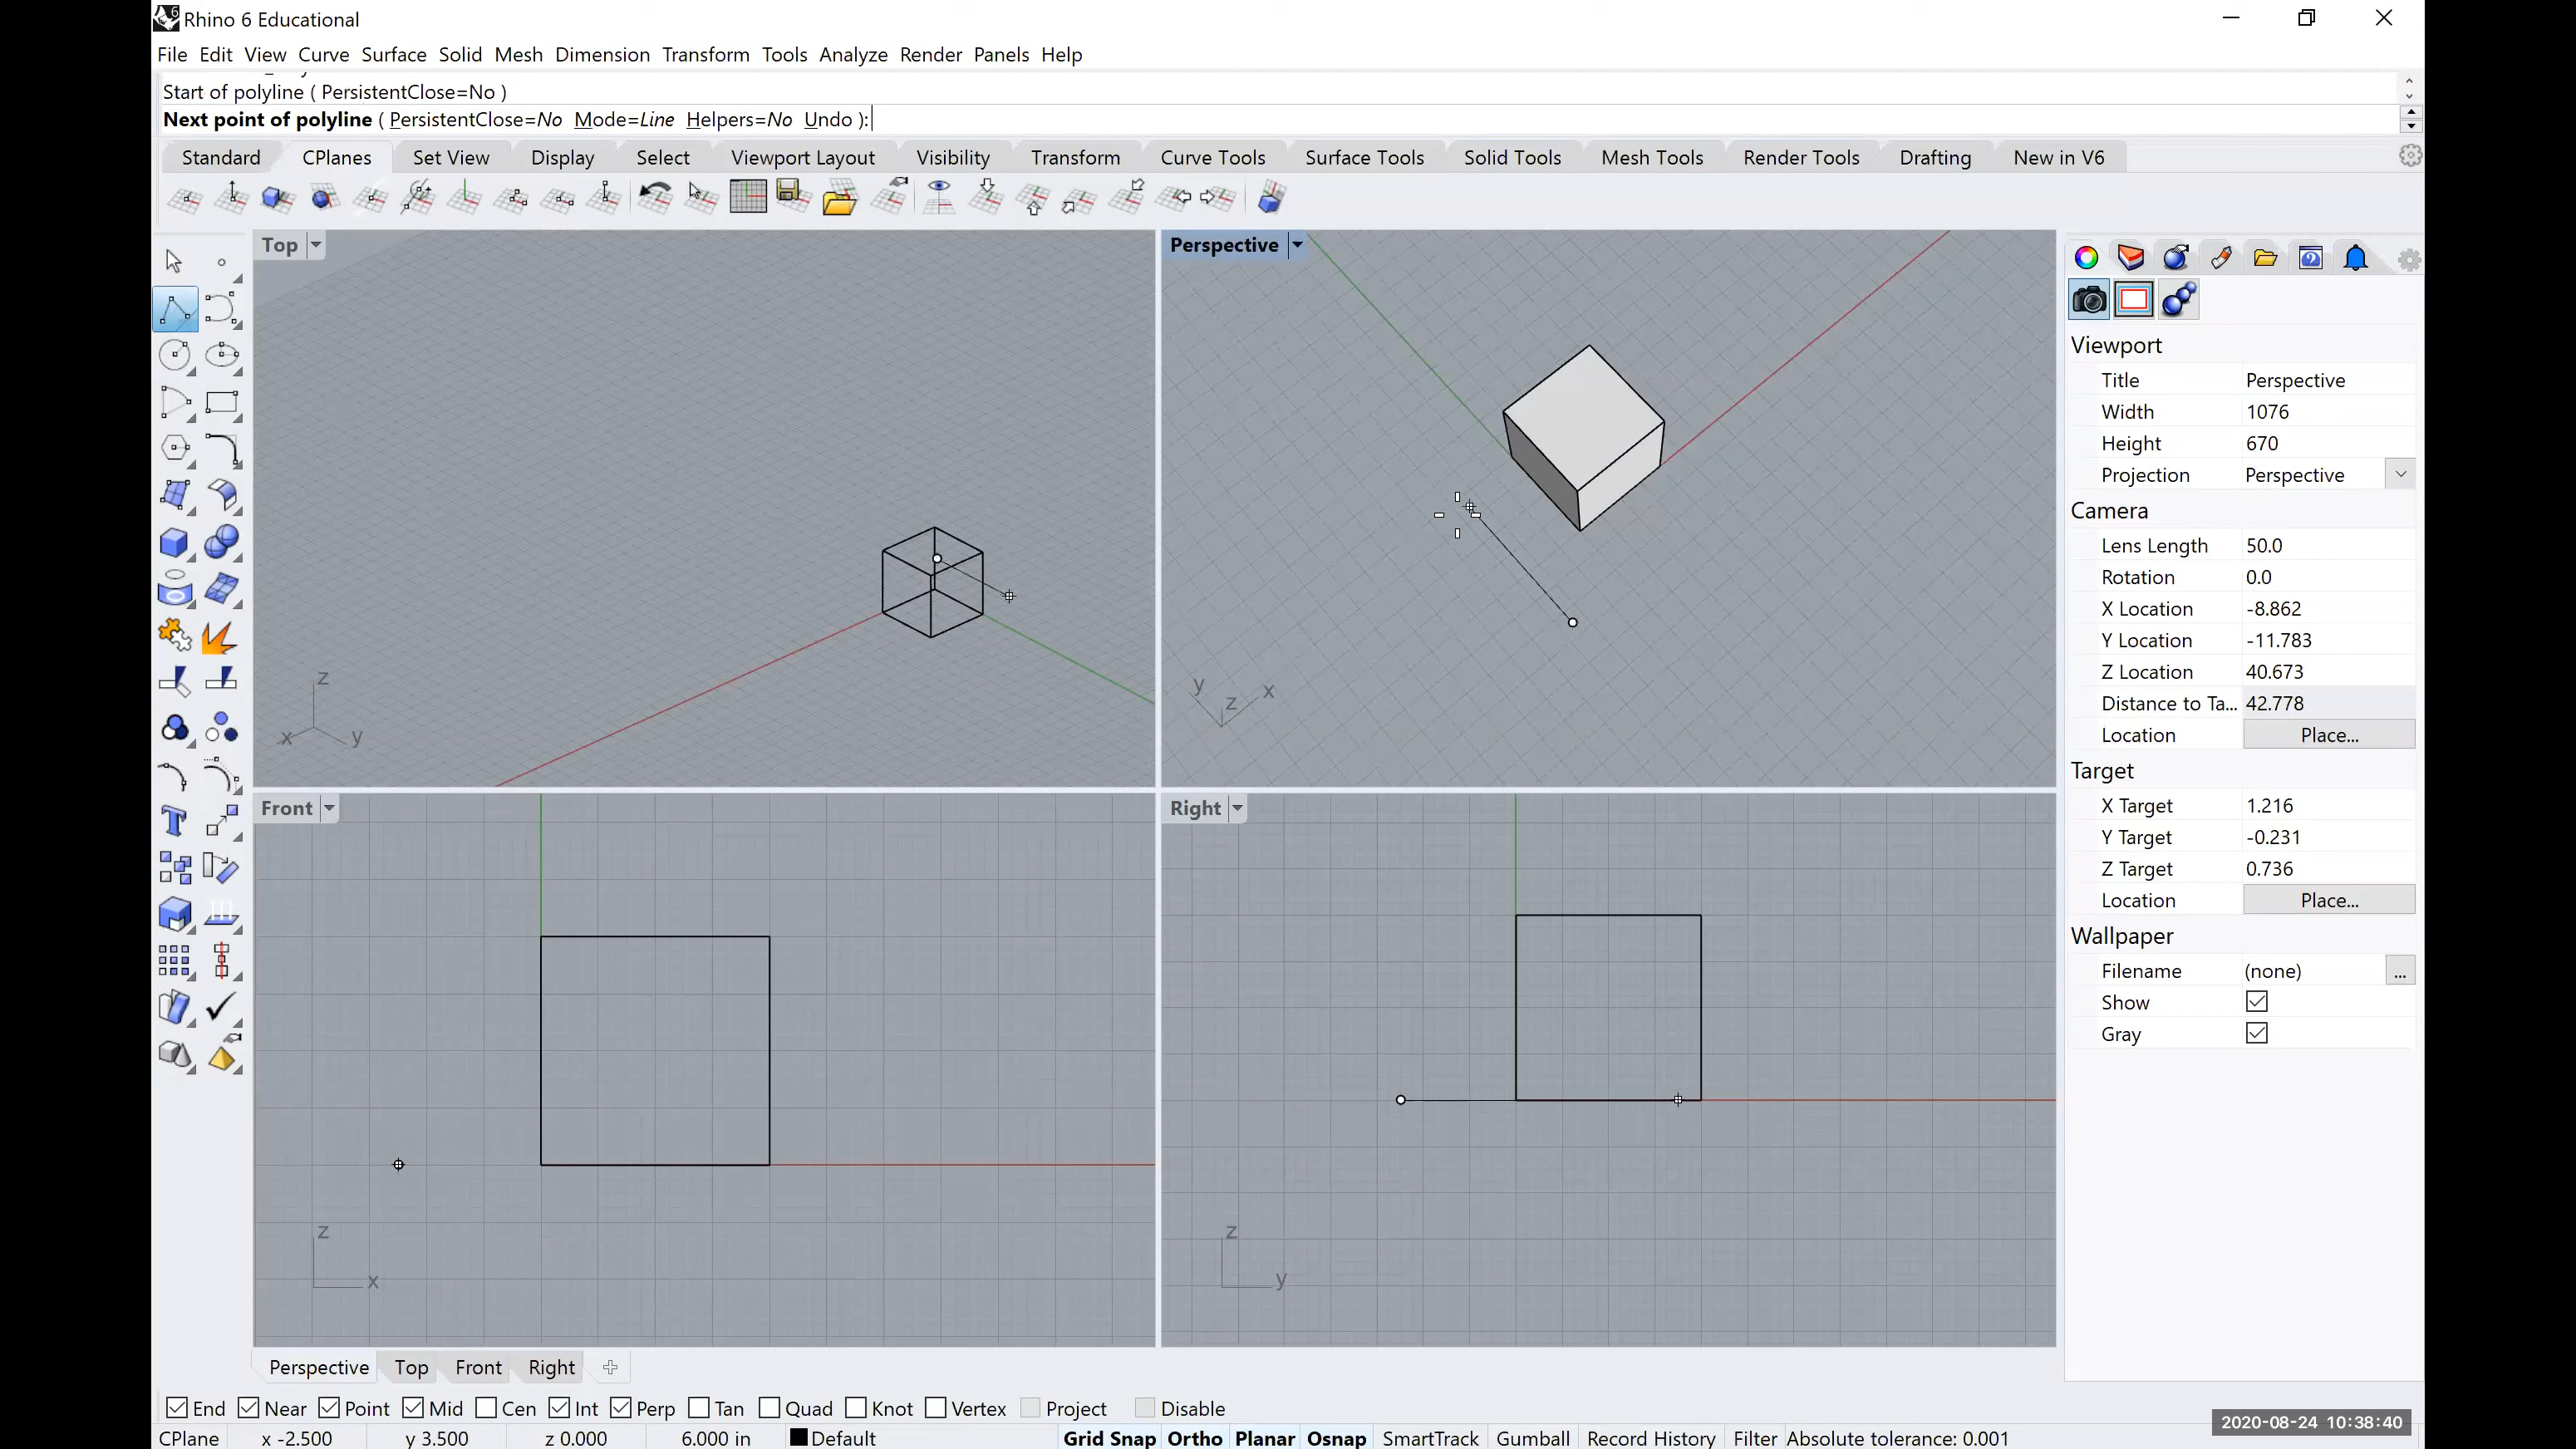 Rhino 6 Educational
File Edit View Curve Surface Solid Mesh Dimension Transform Tools Analyze Render Panels Help
Start of polyline ( PersistentClose=No )
Next point of polyline ( PersistentClose=No Mode=Line Helpers=No Undo ):
Standard CPlanes Set View Display Select Viewport Layout Visibility Transform Curve Tools Surface Tools Solid Tools Mesh Tools Render Tools Drafting New in V6
Top
z
x y
Perspective
y z x
Front
z
x
Right
z
y
Viewport
Title Perspective
Width 1076
Height 670
Projection Perspective
Camera
Lens Length 50.0
Rotation 0.0
X Location -8.862
Y Location -11.783
Z Location 40.673
Distance to Ta... 42.778
Location Place...
Target
X Target 1.216
Y Target -0.231
Z Target 0.736
Location Place...
Wallpaper
Filename (none) ...
Show
Gray
Perspective Top Front Right
End Near Point Mid Cen Int Perp Tan Quad Knot Vertex Project Disable
2020-08-24 10:38:40
CPlane x -2.500 y 3.500 z 0.000 6.000 in Default Grid Snap Ortho Planar Osnap SmartTrack Gumball Record History Filter Absolute tolerance: 0.001